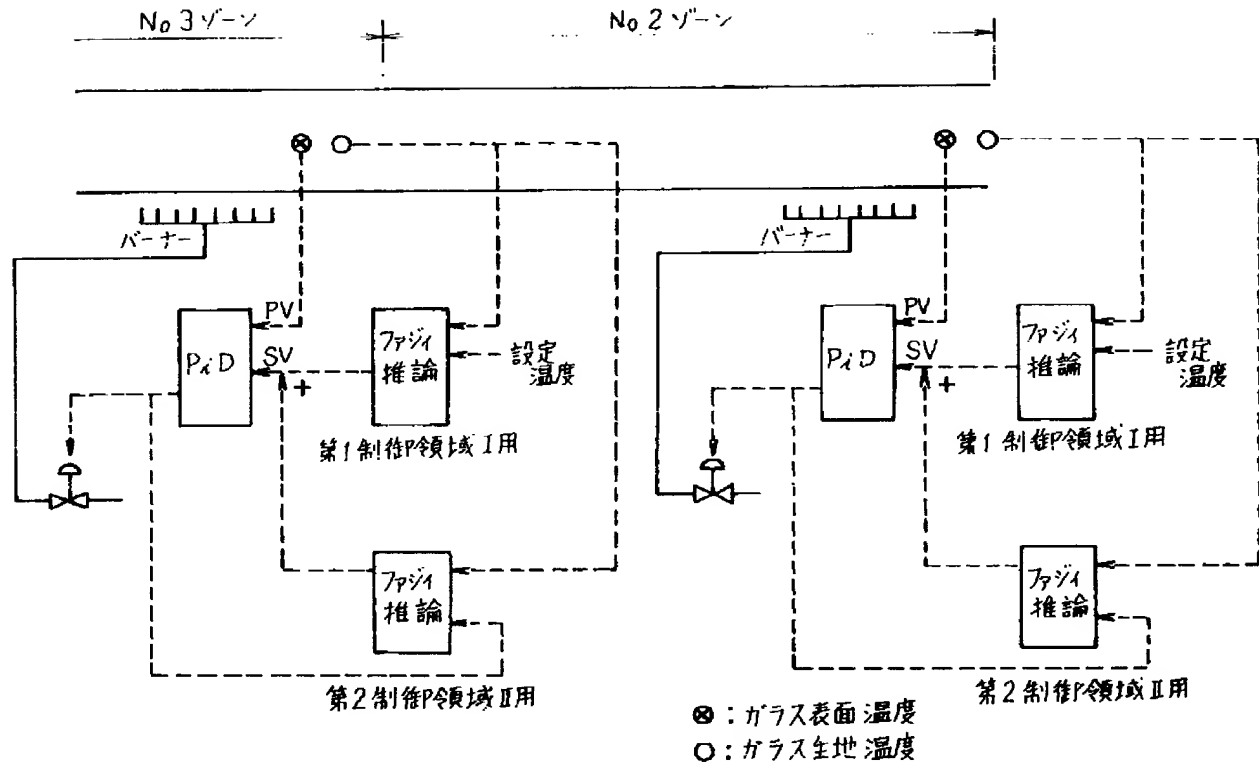 No 3 ゾーン
No 2 ゾーン
バーナー
バーナー
PV
PiD
SV
+
ファジィ
推論
設定
温度
第1制御領域I用
PV
PiD
SV
+
ファジィ
推論
設定
温度
第1制御領域I用
ファジィ
推論
第2制御領域II用
ファジィ
推論
第2制御領域II用
⊗:ガラス表面温度
○:ガラス生地温度